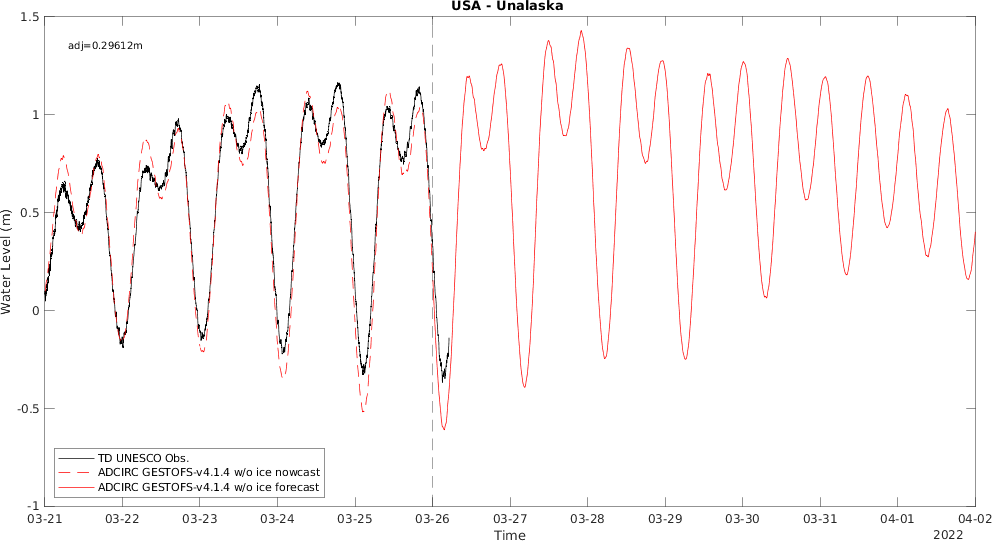 USA - Unalaska
adj=0.29612m
1.5
1
0.5
0
-0.5
-1
Water Level (m)
TD UNESCO Obs.
ADCIRC GESTOFS-v4.1.4 w/o ice nowcast
ADCIRC GESTOFS-v4.1.4 w/o ice forecast
03-21 03-22 03-23 03-24 03-25 03-26 03-27 03-28 03-29 03-30 03-31 04-01 04-02
Time
2022